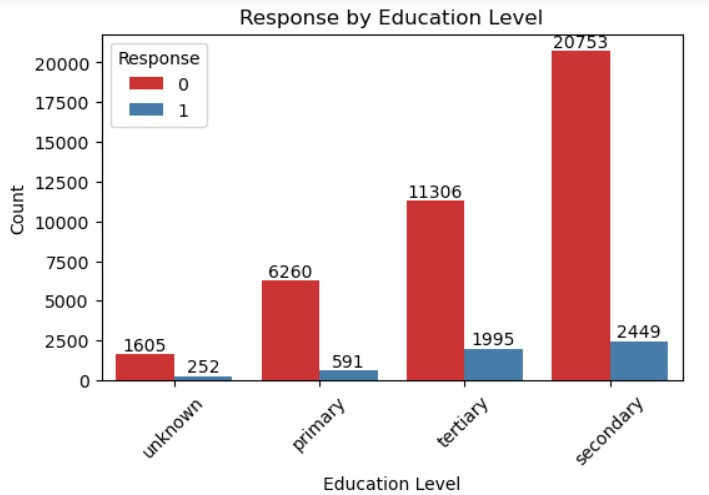 Response by Education Level
Response
0
1
Count
20000
17500
15000
12500
10000
7500
5000
2500
0
1605
252
6260
591
11306
1995
20753
2449
unknown
primary
tertiary
secondary
Education Level